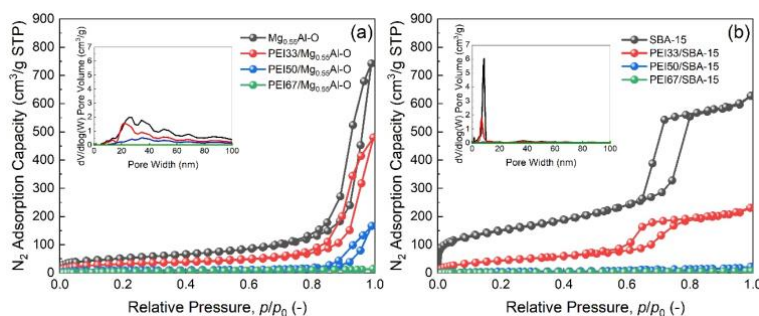 (a)
N₂ Adsorption Capacity (cm³/g STP)
900
800
700
600
500
400
300
200
100
0
0.0 0.2 0.4 0.6 0.8 1.0
Relative Pressure, p/p₀ (-)
Mg₀.₅₅Al-O
PEI33/Mg₀.₅₅Al-O
PEI50/Mg₀.₅₅Al-O
PEI67/Mg₀.₅₅Al-O
dV/dlog(W) Pore Volume (cm³/g)
7
6
5
4
3
2
1
0
0 20 40 60 80 100
Pore Width (nm)
(b)
N₂ Adsorption Capacity (cm³/g STP)
900
800
700
600
500
400
300
200
100
0
0.0 0.2 0.4 0.6 0.8 1.0
Relative Pressure, p/p₀ (-)
SBA-15
PEI33/SBA-15
PEI50/SBA-15
PEI67/SBA-15
dV/dlog(W) Pore Volume (cm³/g)
7
6
5
4
3
2
1
0
0 20 40 60 80 100
Pore Width (nm)